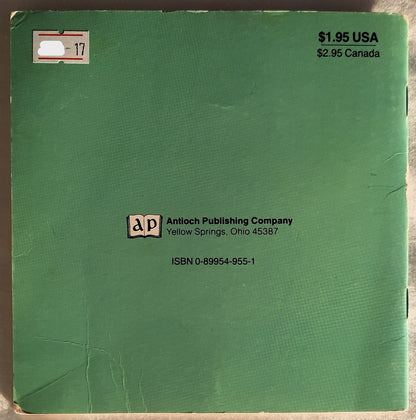 - 17
$1.95 USA
$2.95 Canada
ap
Antioch Publishing Company
Yellow Springs, Ohio 45387
ISBN 0-89954-955-1